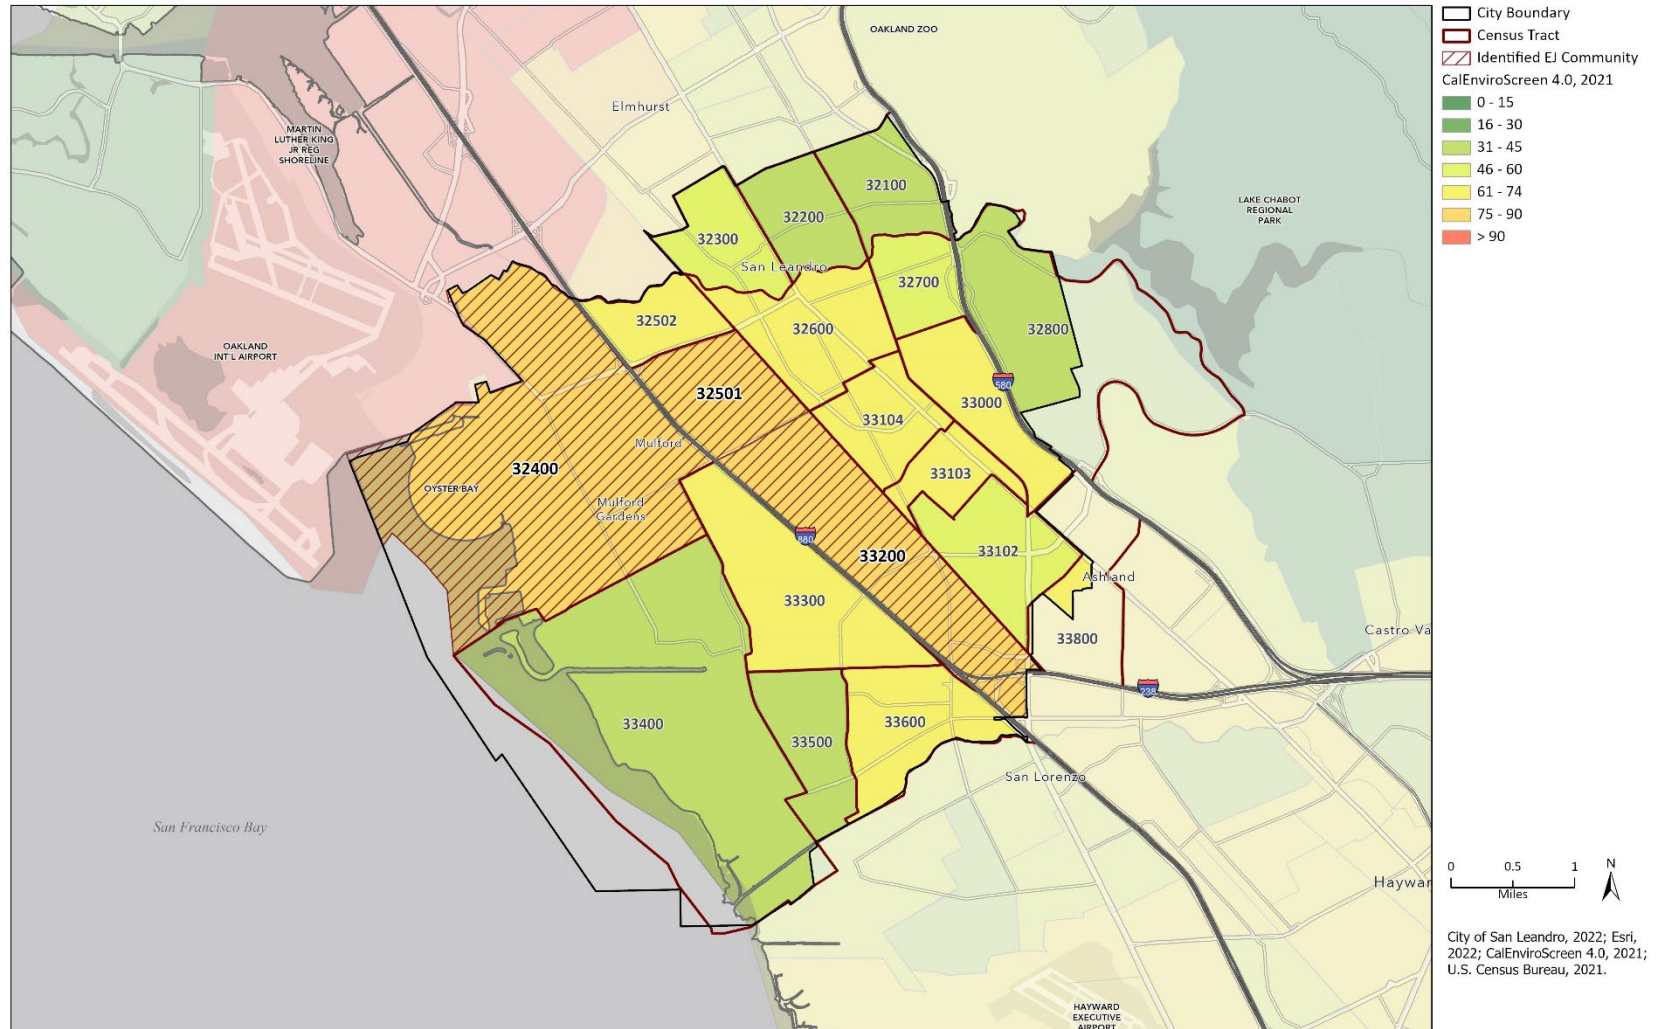 OAKLAND ZOO
Elmhurst
MARTIN
LUTHER KING
JR REG
SHORELINE
32100
32200
LAKE CHABOT
REGIONAL
PARK
32300
San Leandro
32700
32502
32600
32800
OAKLAND
INT'L AIRPORT
580
32501
33000
33104
Mulford
32400
33103
OYSTER BAY
Mulford
Gardens
880
33200
33102
Ashland
33300
Castro Va
33800
238
33400
33600
33500
San Lorenzo
San Francisco Bay
Haywar
HAYWARD
EXECUTIVE
AIRPORT
City Boundary
Census Tract
Identified EJ Community
CalEnviroScreen 4.0, 2021
0 - 15
16 - 30
31 - 45
46 - 60
61 - 74
75 - 90
> 90
0 0.5 1
Miles
N
City of San Leandro, 2022; Esri,
2022; CalEnviroScreen 4.0, 2021;
U.S. Census Bureau, 2021.